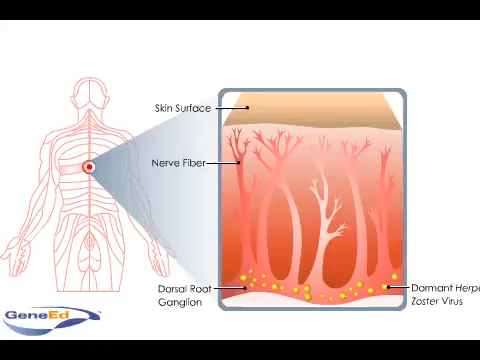 Skin Surface
Nerve Fiber
Dorsal Root
Ganglion
Dormant Herpe
Zoster Virus
GeneEd